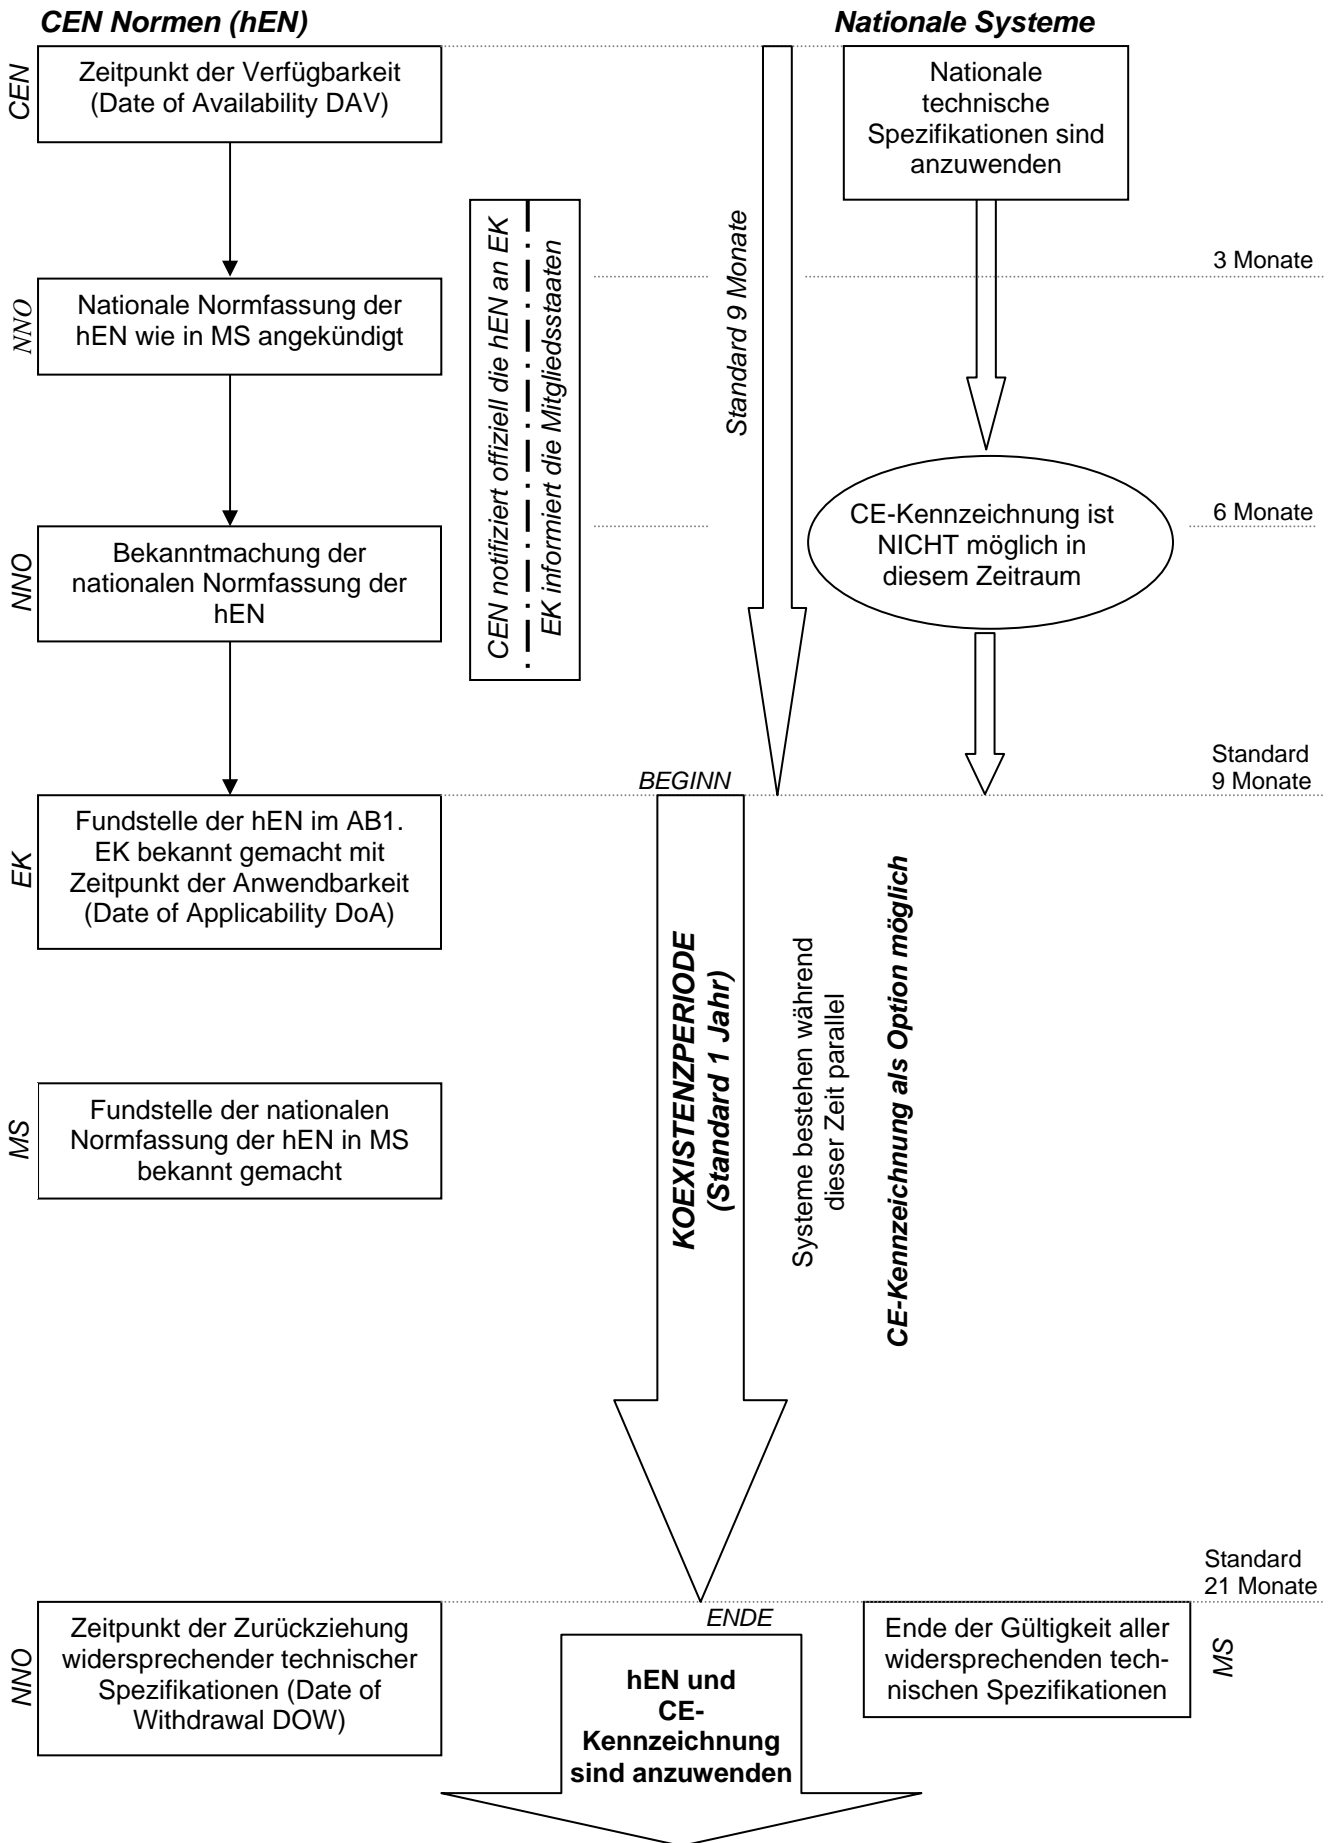 CEN Normen (hEN)
Nationale Systeme
CEN
Zeitpunkt der Verfügbarkeit
(Date of Availability DAV)
Nationale
technische
Spezifikationen sind
anzuwenden
CEN notifiziert offiziell die hEN an EK
EK informiert die Mitgliedsstaaten
Standard 9 Monate
3 Monate
NNO
Nationale Normfassung der
hEN wie in MS angekündigt
CE-Kennzeichnung ist
NICHT möglich in
diesem Zeitraum
6 Monate
NNO
Bekanntmachung der
nationalen Normfassung der
hEN
Standard
9 Monate
BEGINN
EK
Fundstelle der hEN im AB1.
EK bekannt gemacht mit
Zeitpunkt der Anwendbarkeit
(Date of Applicability DoA)
KOEXISTENZPERIODE
(Standard 1 Jahr)
Systeme bestehen während
dieser Zeit parallel
CE-Kennzeichnung als Option möglich
MS
Fundstelle der nationalen
Normfassung der hEN in MS
bekannt gemacht
Standard
21 Monate
ENDE
NNO
Zeitpunkt der Zurückziehung
widersprechender technischer
Spezifikationen (Date of
Withdrawal DOW)
hEN und
CE-
Kennzeichnung
sind anzuwenden
Ende der Gültigkeit aller
widersprechenden tech-
nischen Spezifikationen
MS